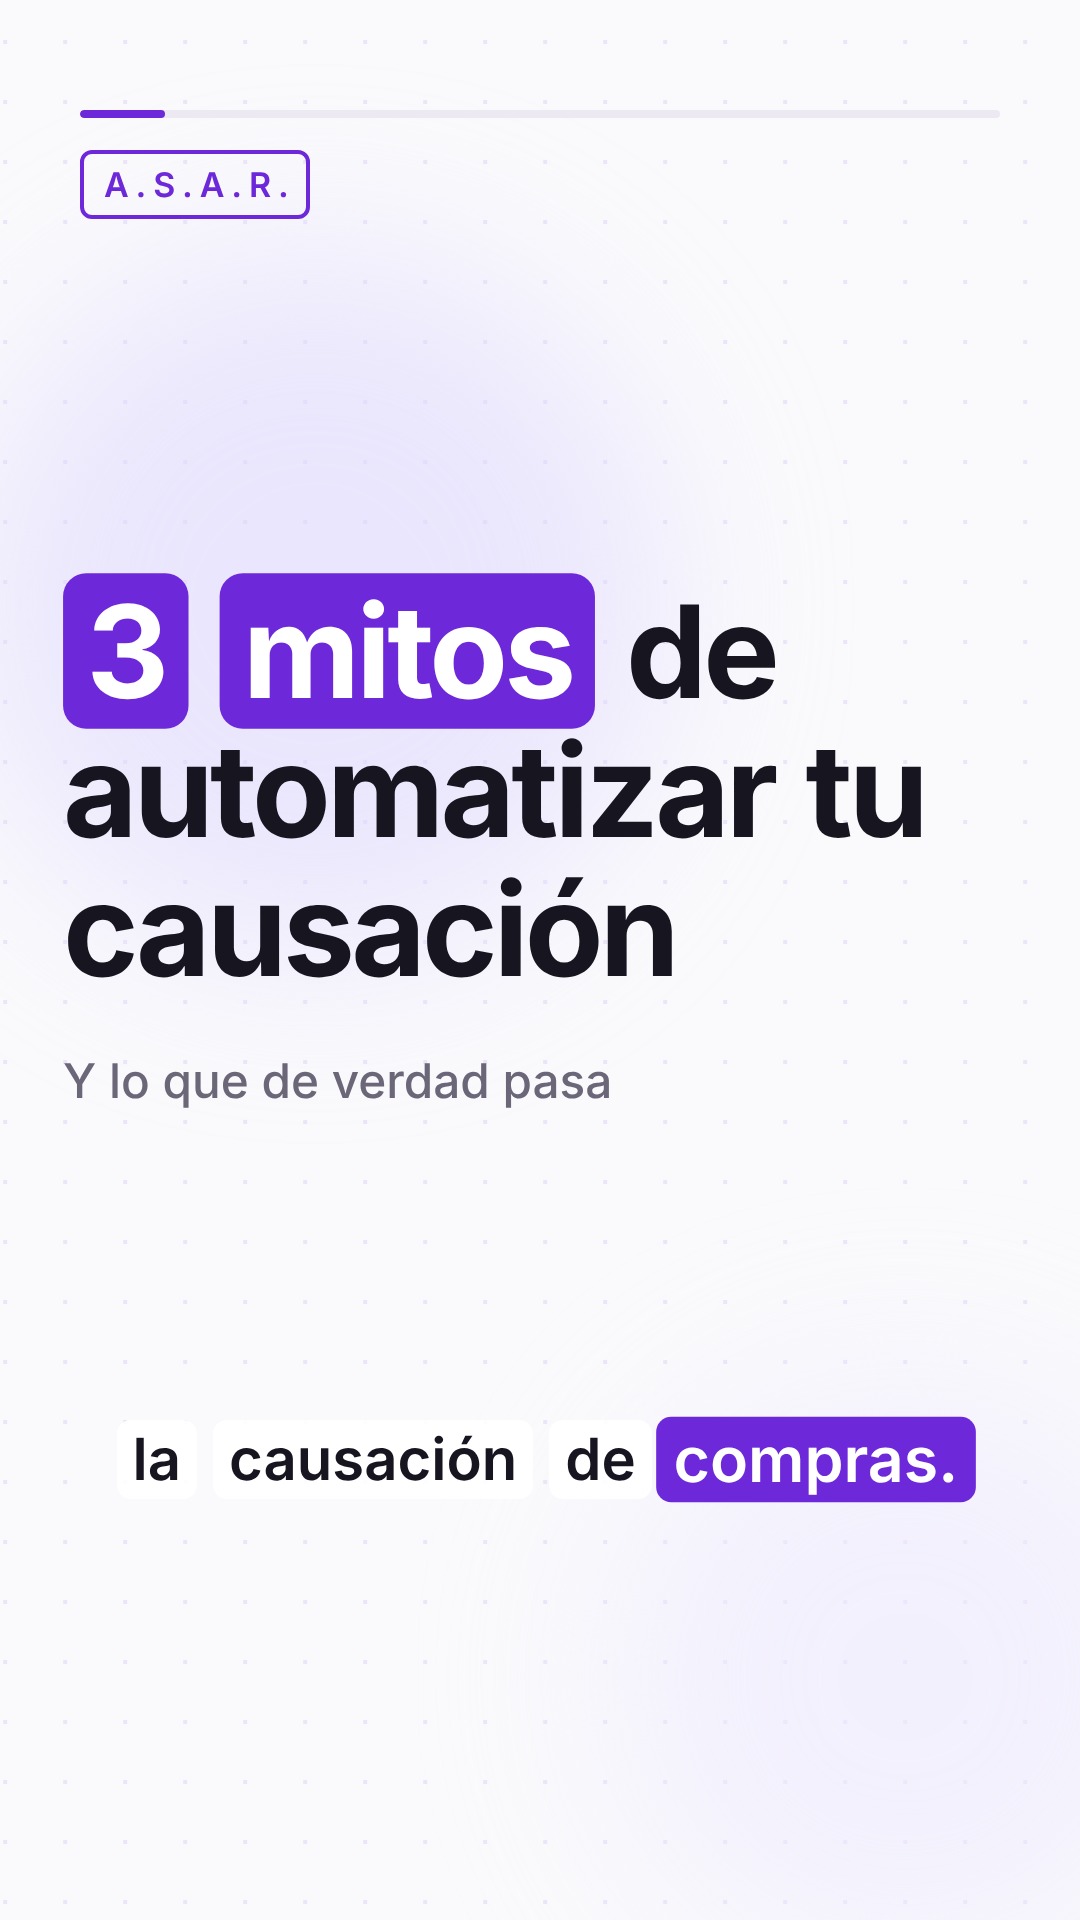 A.S.A.R.
3 mitos de
automatizar tu
causación
Y lo que de verdad pasa
la causación de compras.